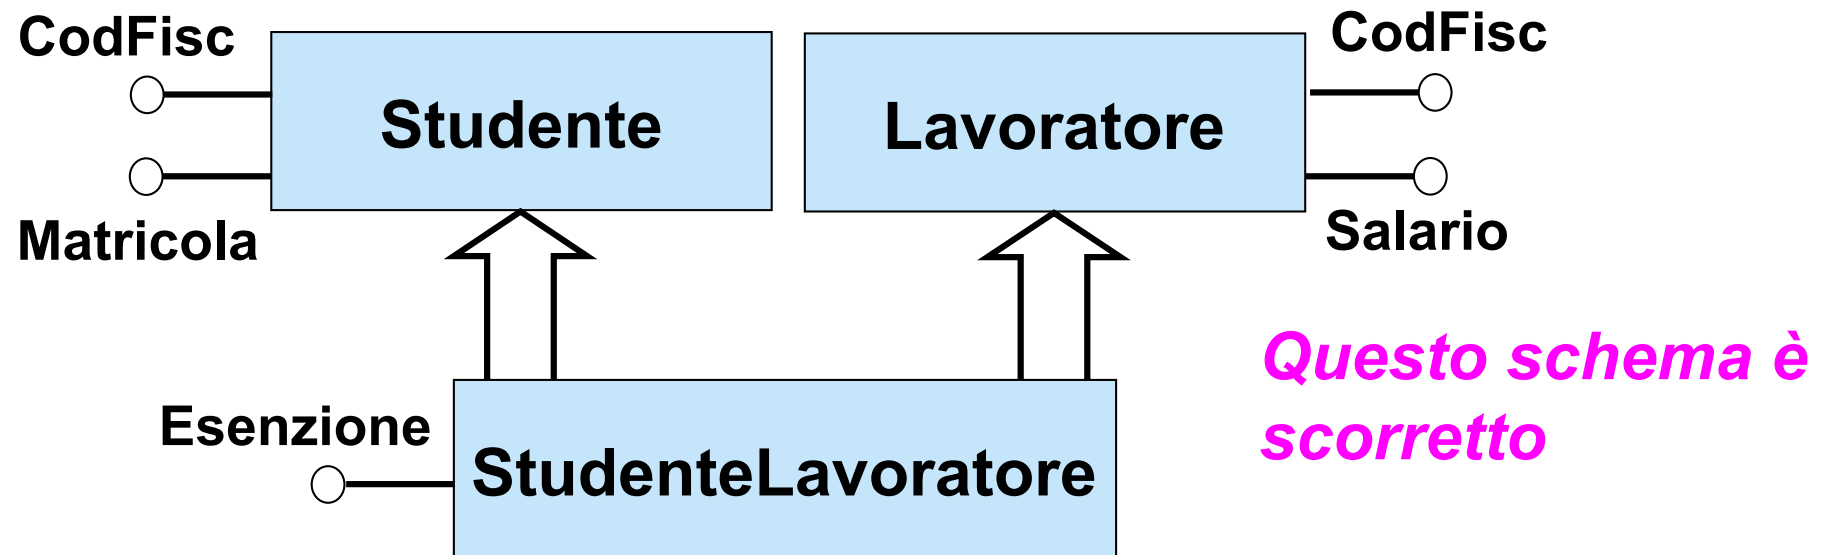 CodFisc
Studente
Matricola
Lavoratore
CodFisc
Salario
Esenzione
StudenteLavoratore
Questo schema è
scorretto